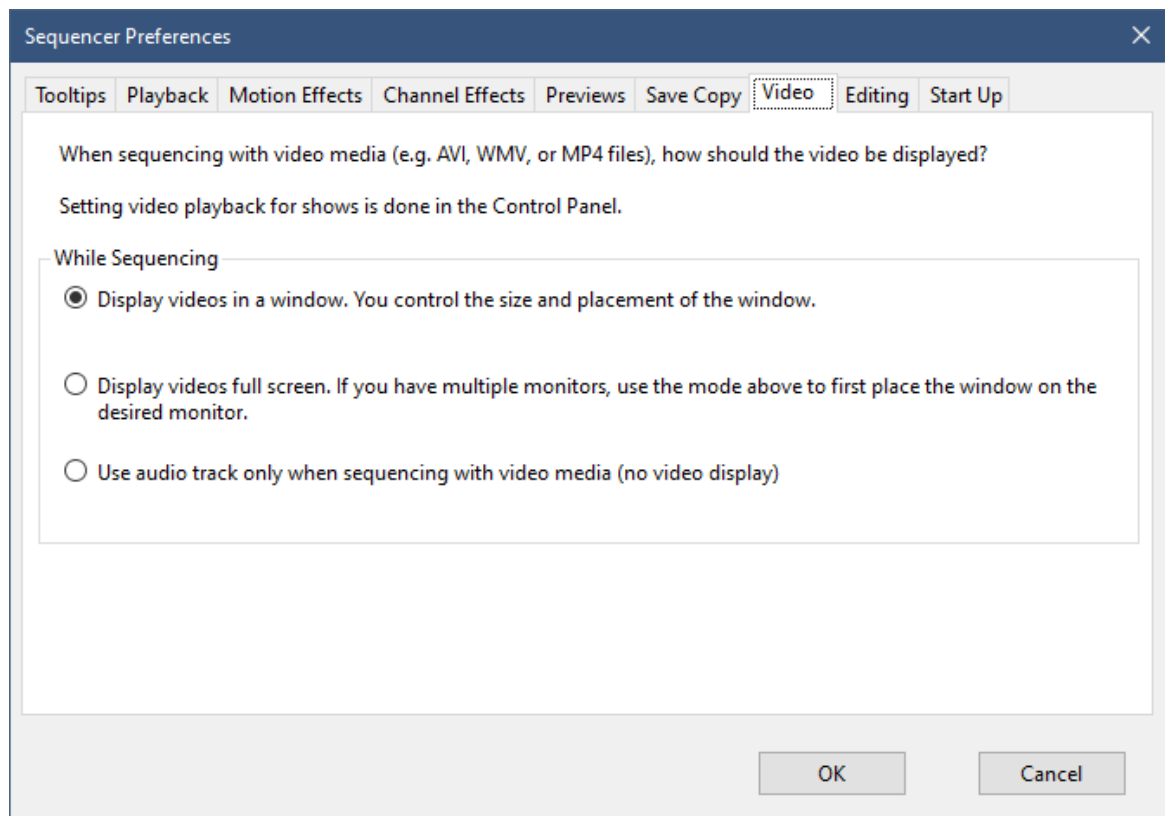 Sequencer Preferences
Tooltips Playback Motion Effects Channel Effects Previews Save Copy Video Editing Start Up
When sequencing with video media (e.g. AVI, WMV, or MP4 files), how should the video be displayed?
Setting video playback for shows is done in the Control Panel.
While Sequencing
Display videos in a window. You control the size and placement of the window.
Display videos full screen. If you have multiple monitors, use the mode above to first place the window on the
desired monitor.
Use audio track only when sequencing with video media (no video display)
OK Cancel